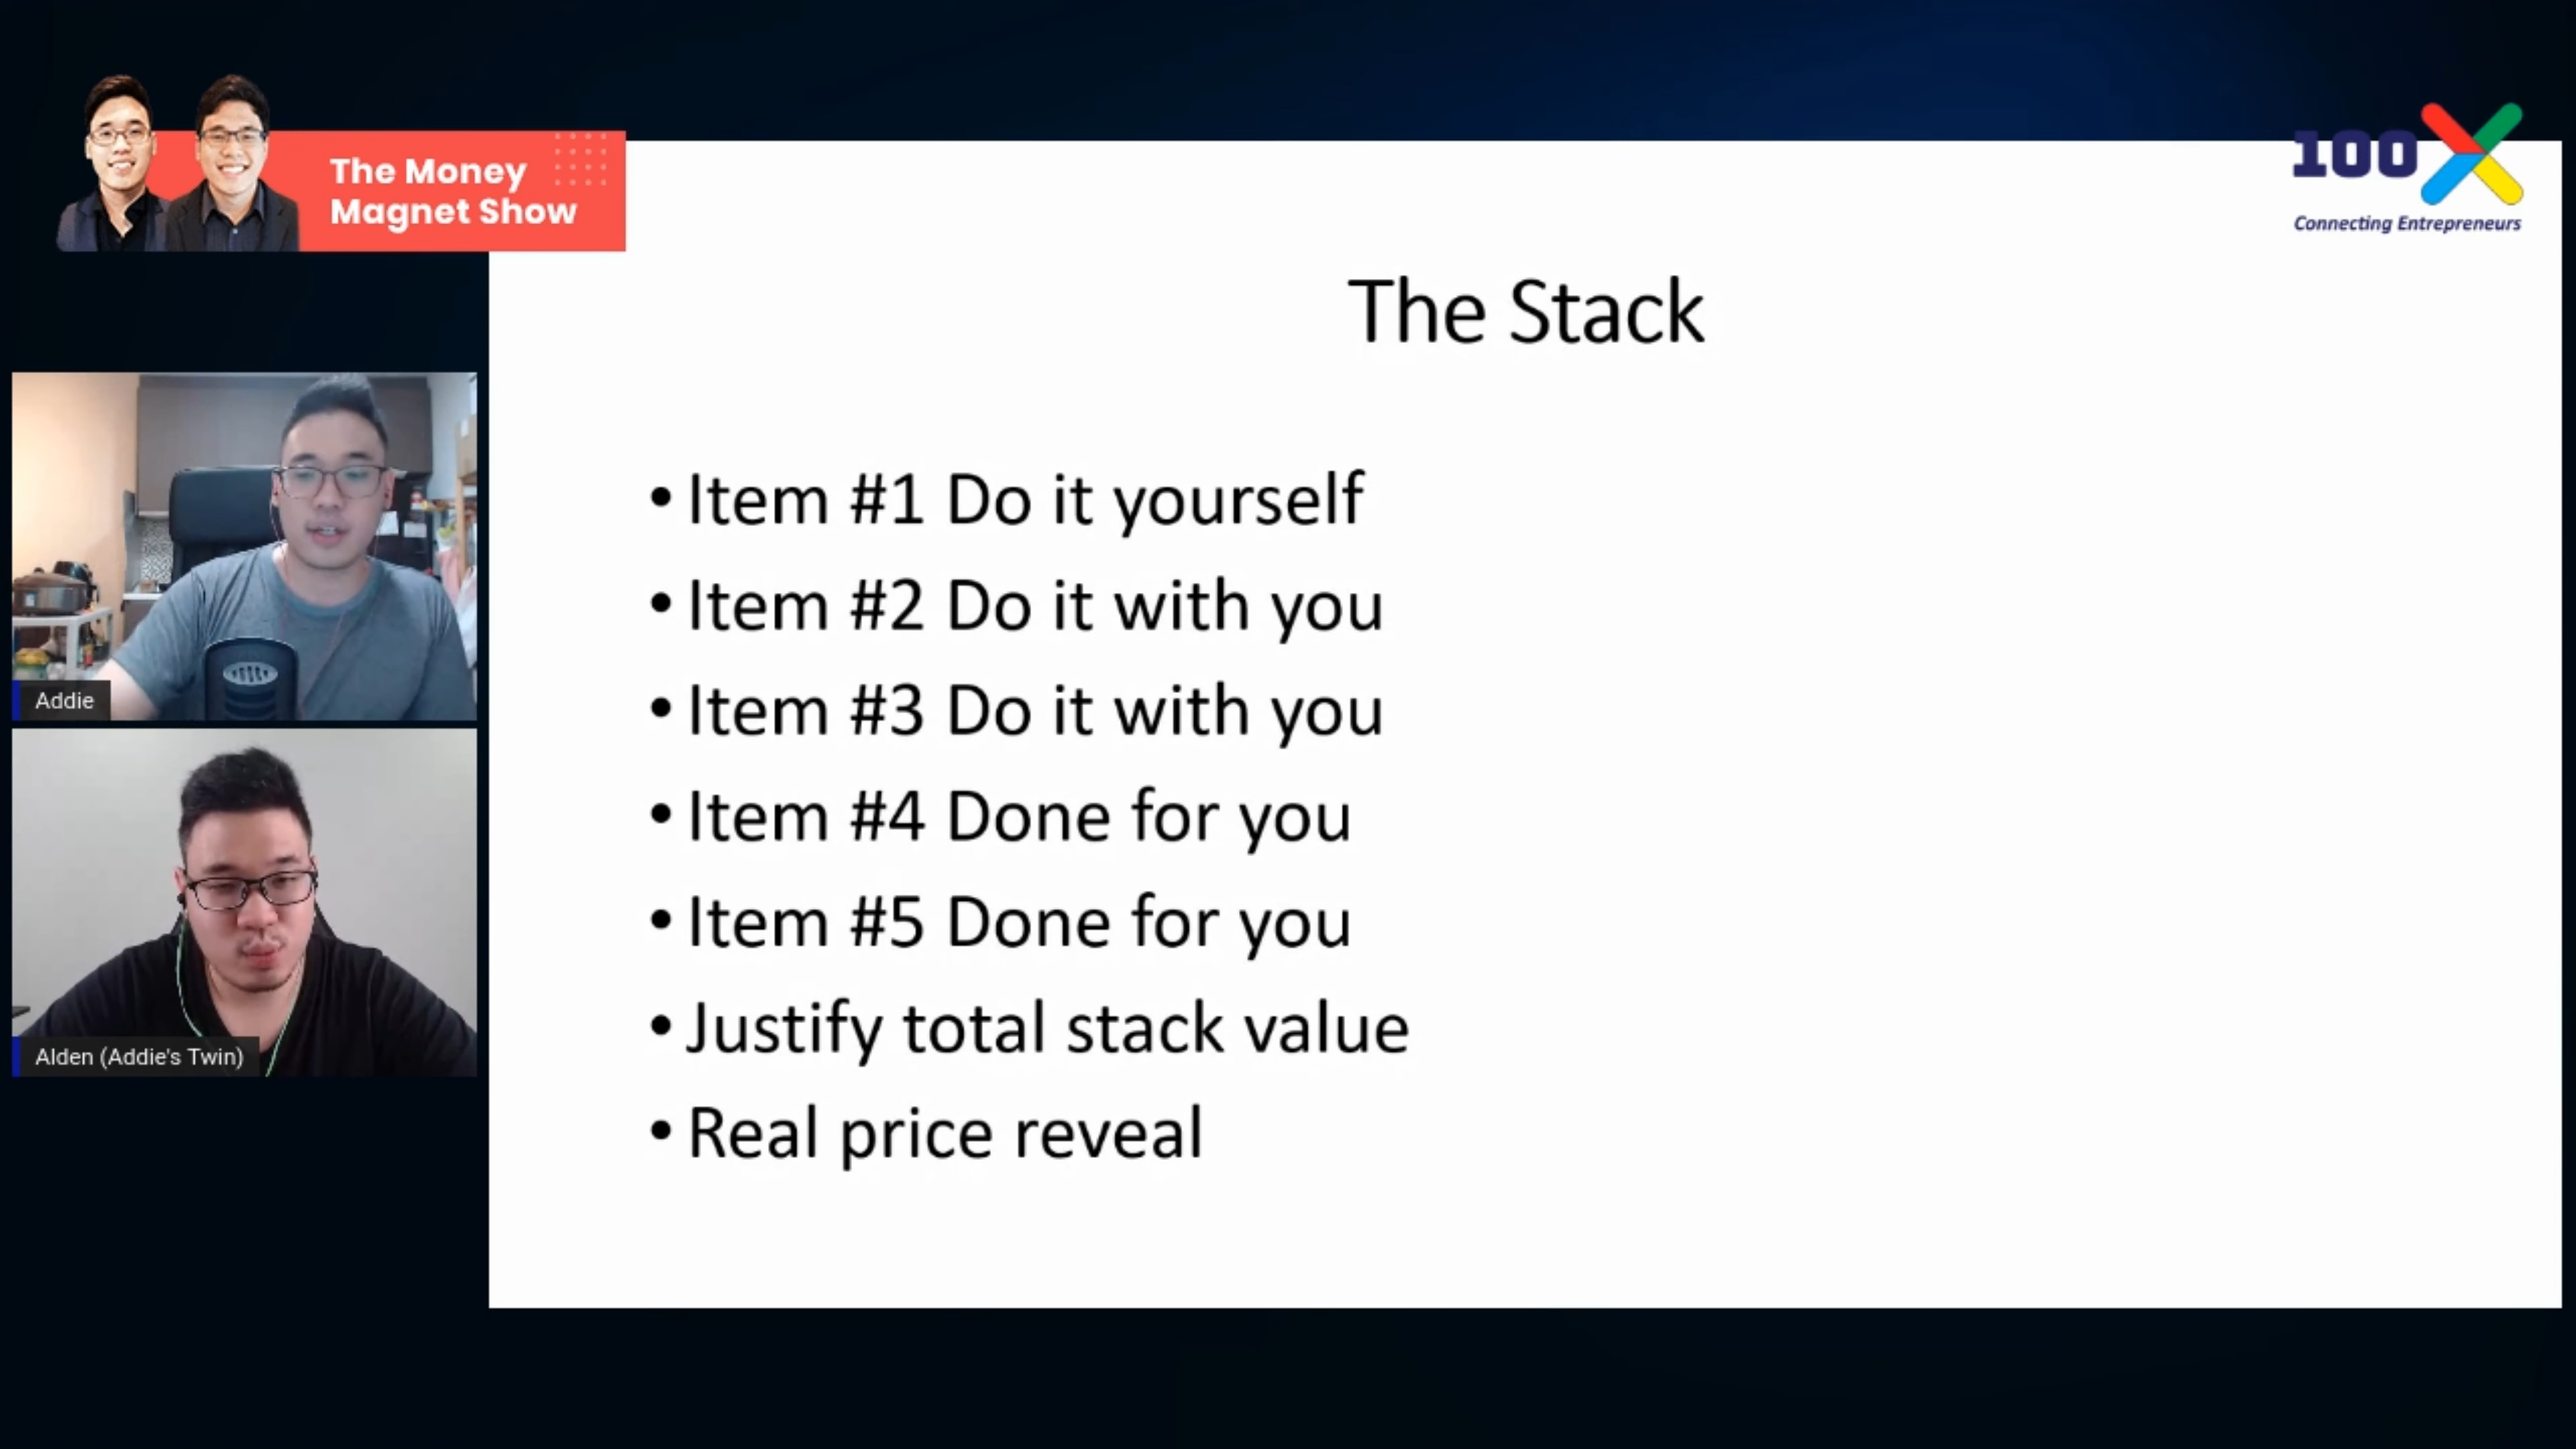 The Money
Magnet Show
100X
Connecting Entrepreneurs
The Stack
• Item #1 Do it yourself
• Item #2 Do it with you
• Item #3 Do it with you
• Item #4 Done for you
• Item #5 Done for you
• Justify total stack value
• Real price reveal
Addie
Alden (Addie's Twin)